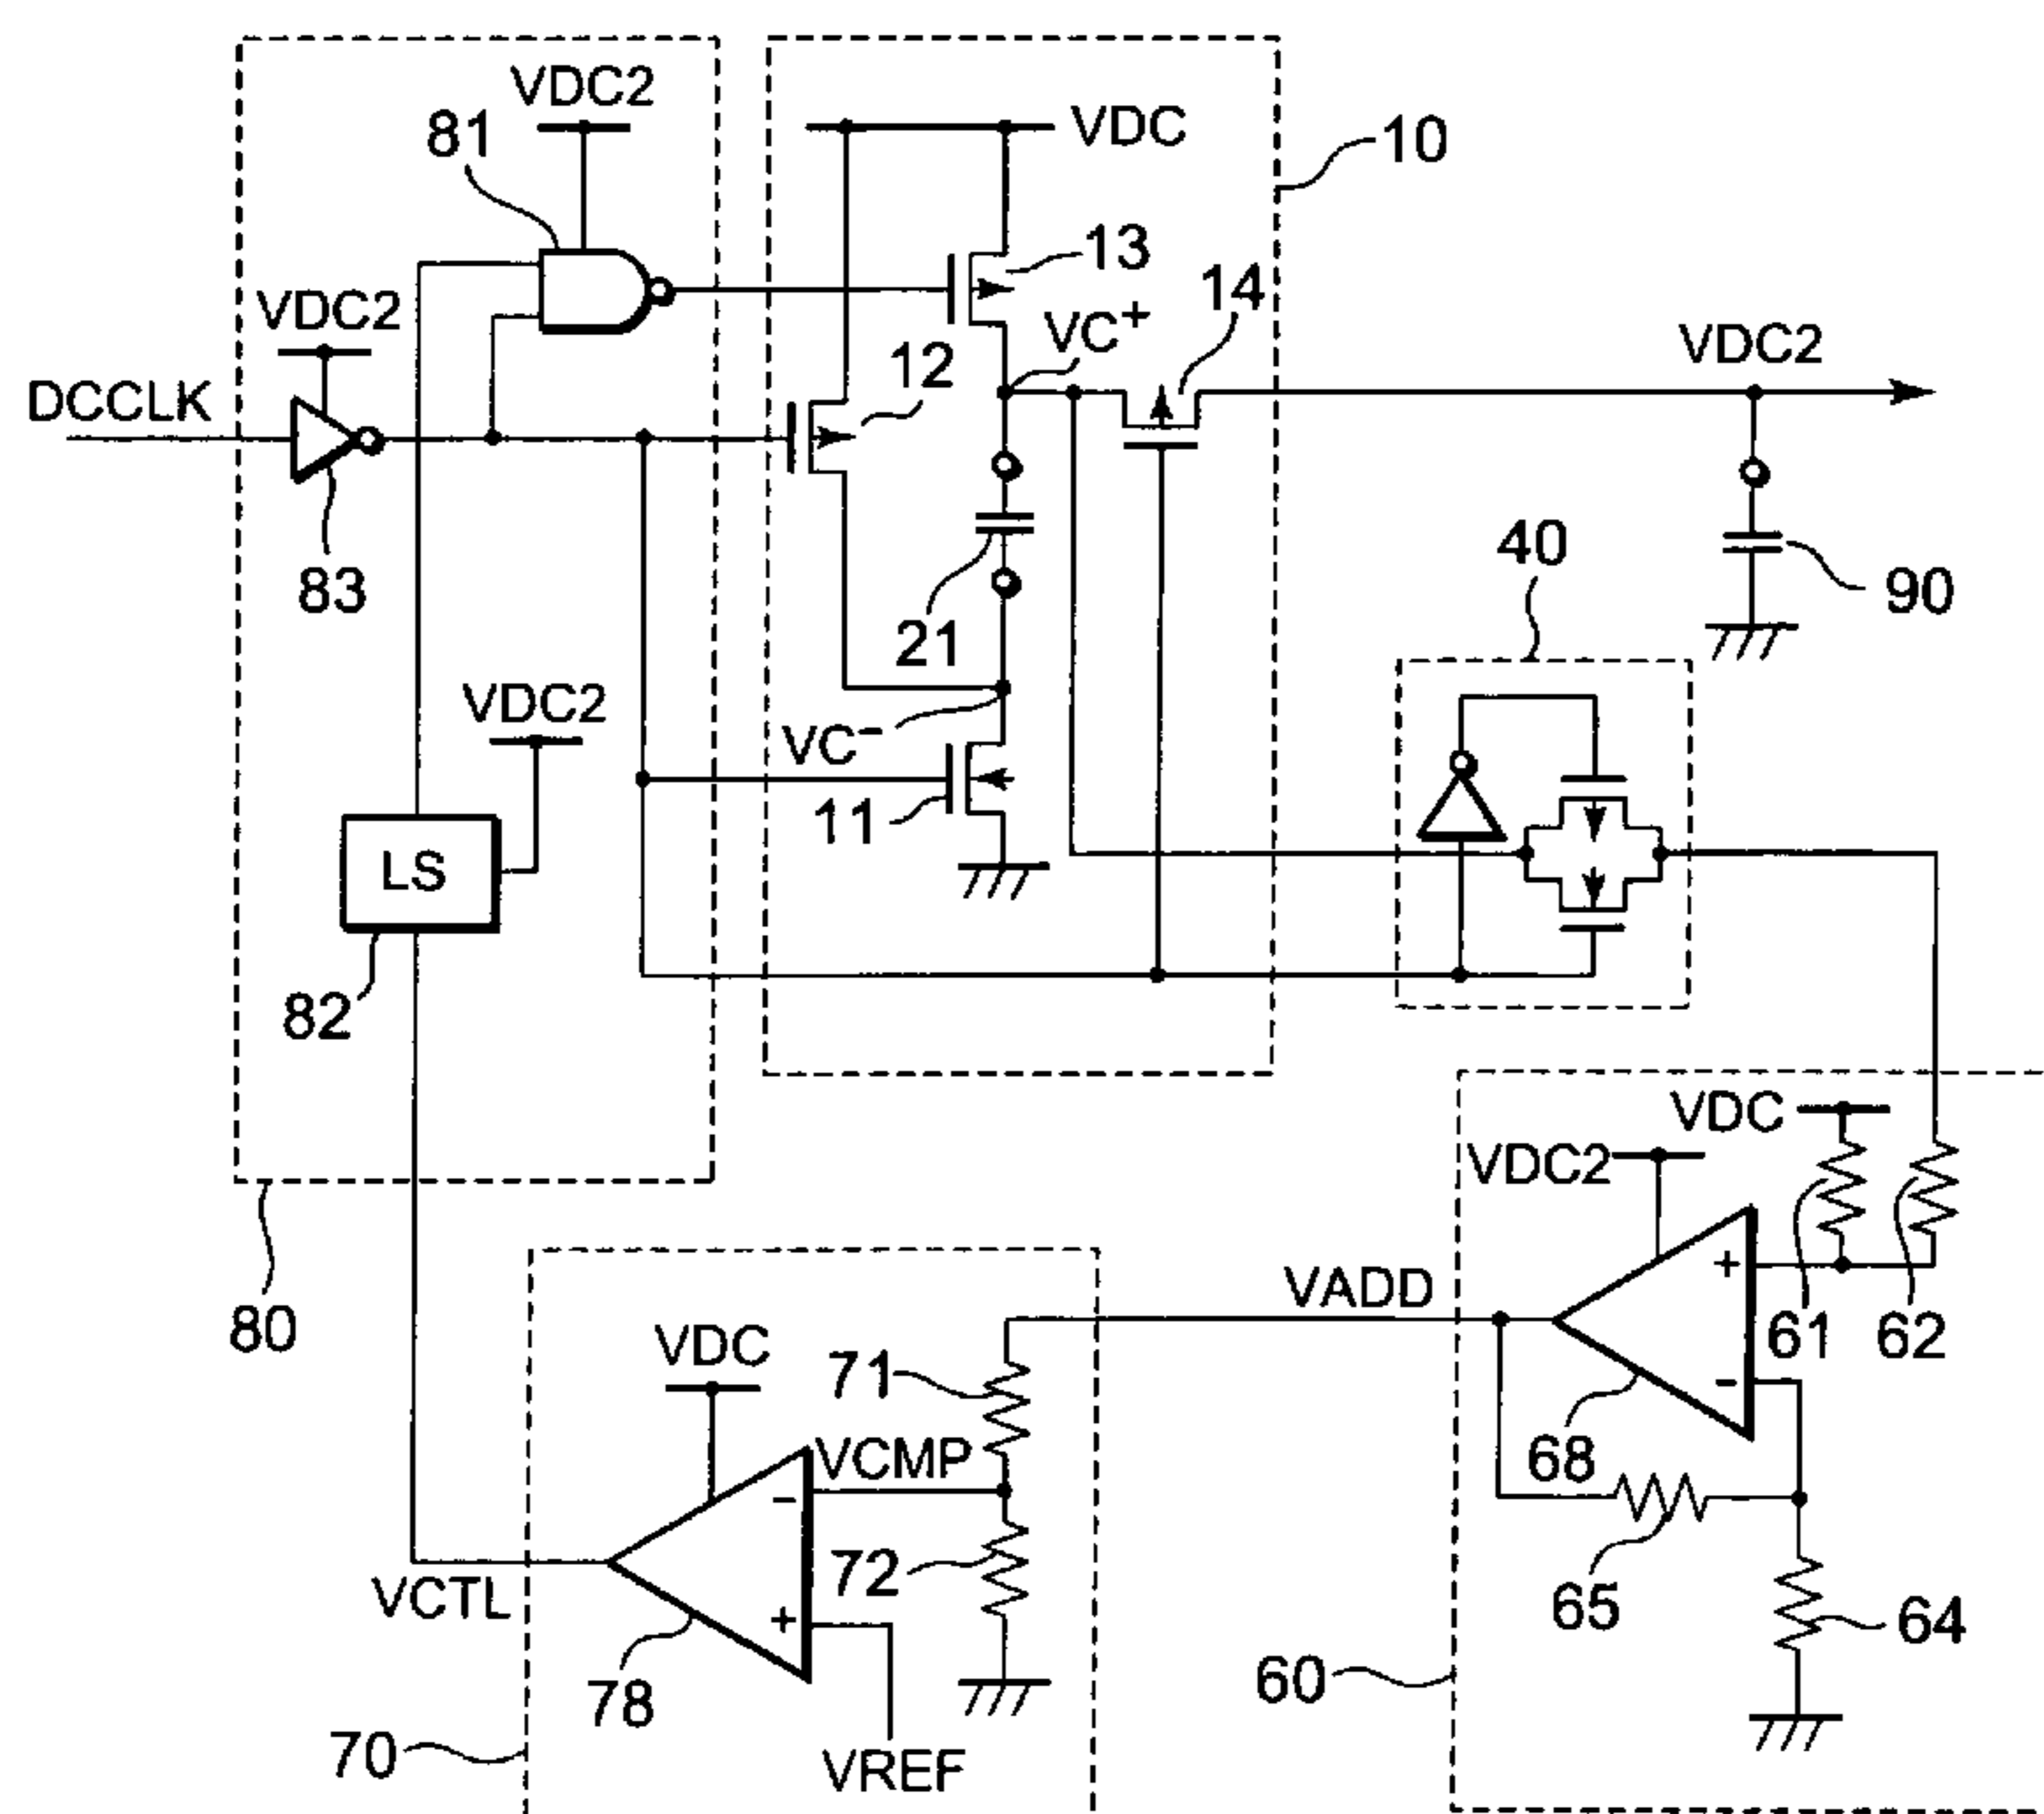 VDC2
81
VDC
10
13
VDC2
VC+
14
12
VDC2
DCCLK
40
83
21
90
VDC2
VC-
11
LS
82
VDC
VDC2
+
61
62
80
VADD
VDC
71
-
68
VCMP
-
72
65
64
VCTL
+
78
60
70
VREF